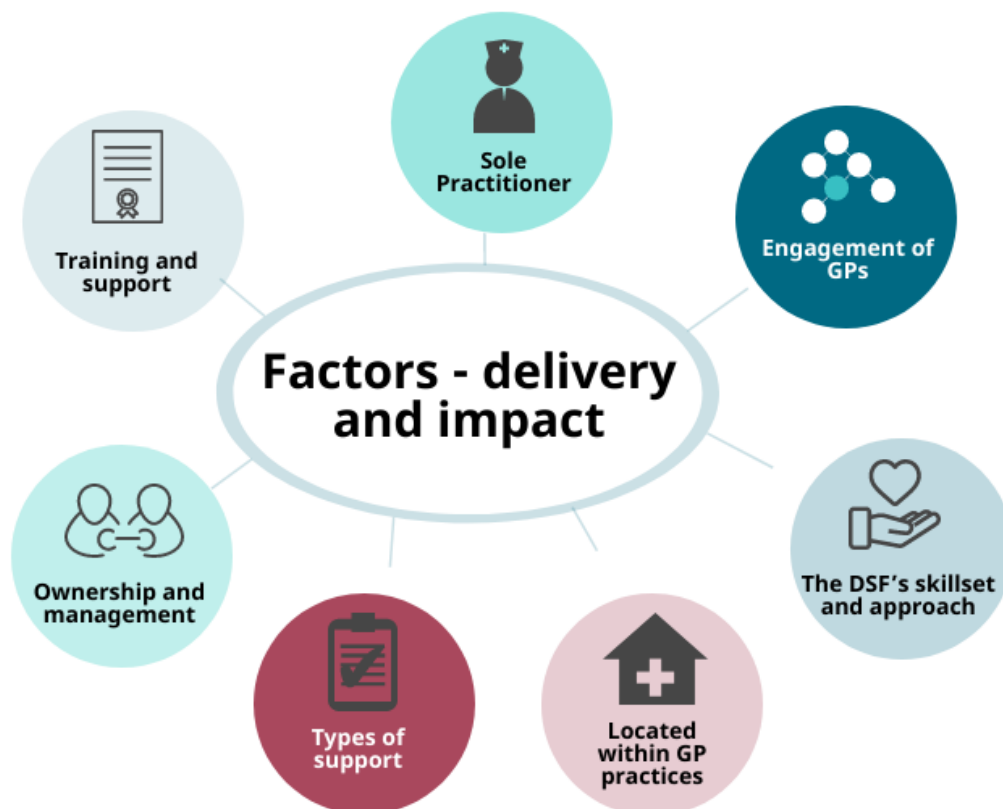 Sole
Practitioner
Training and
support
Engagement of
GPs
Factors - delivery
and impact
Ownership and
management
The DSF’s skillset
and approach
Types of
support
Located
within GP
practices